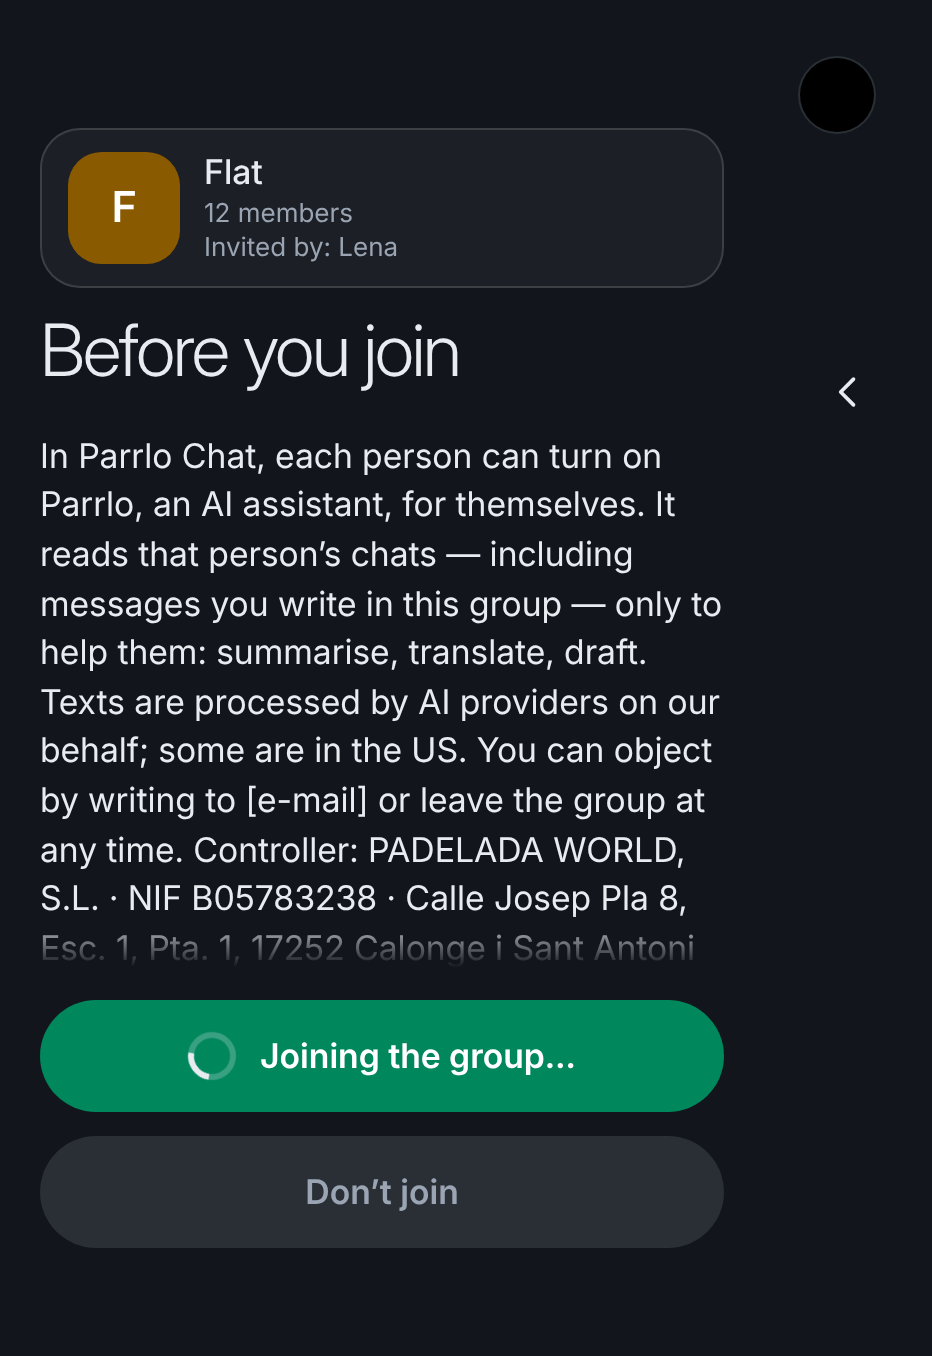 F
Flat
12 members
Invited by: Lena
Before you join
In Parrlo Chat, each person can turn on
Parrlo, an AI assistant, for themselves. It
reads that person’s chats — including
messages you write in this group — only to
help them: summarise, translate, draft.
Texts are processed by AI providers on our
behalf; some are in the US. You can object
by writing to [e-mail] or leave the group at
any time. Controller: PADELADA WORLD,
S.L. · NIF B05783238 · Calle Josep Pla 8,
Esc. 1, Pta. 1, 17252 Calonge i Sant Antoni
Joining the group…
Don’t join